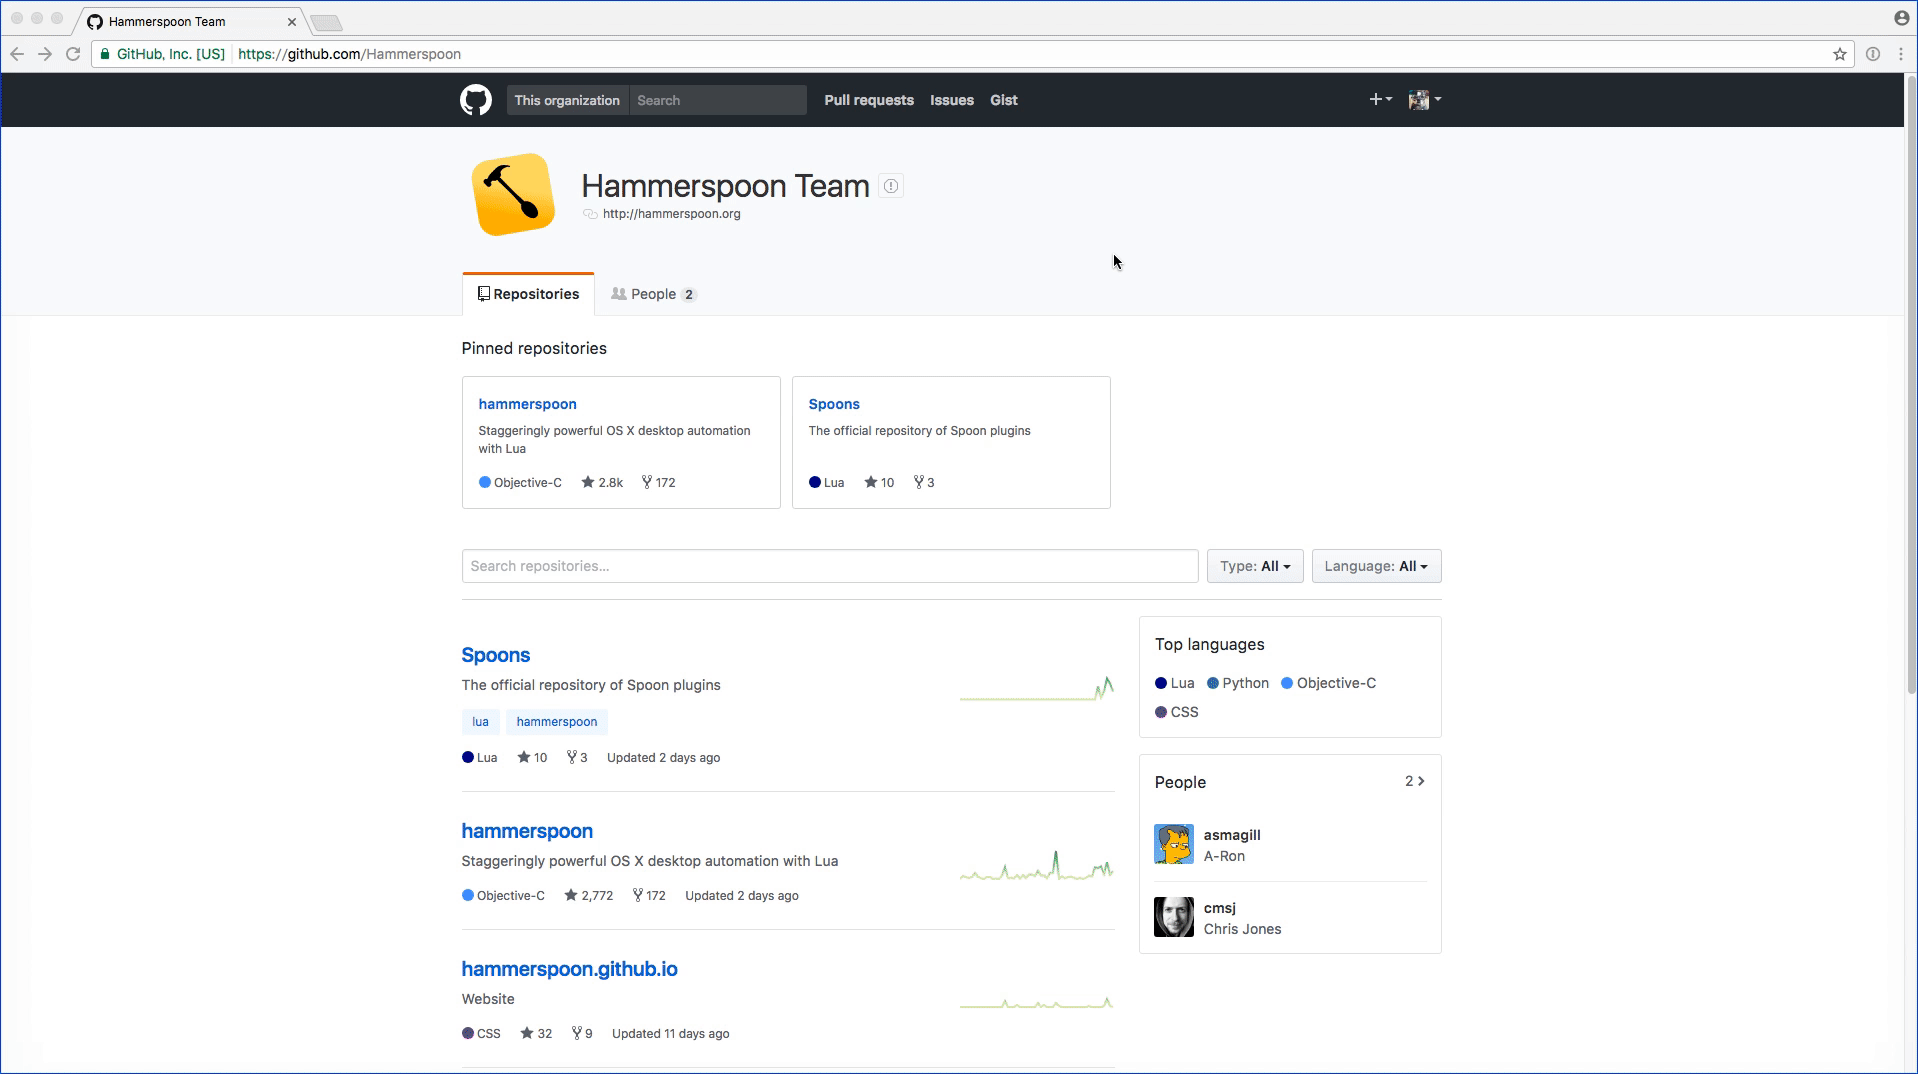 Hammerspoon Team
GitHub, Inc. [US] https://github.com/Hammerspoon
This organization Search Pull requests Issues Gist
Hammerspoon Team
http://hammerspoon.org
Repositories People 2
Pinned repositories
hammerspoon
Staggeringly powerful OS X desktop automation
with Lua
Objective-C 2.8k 172
Spoons
The official repository of Spoon plugins
Lua 10 3
Search repositories...
Type: All
Language: All
Spoons
The official repository of Spoon plugins
lua hammerspoon
Lua 10 3 Updated 2 days ago
hammerspoon
Staggeringly powerful OS X desktop automation with Lua
Objective-C 2,772 172 Updated 2 days ago
hammerspoon.github.io
Website
CSS 32 9 Updated 11 days ago
Top languages
Lua Python Objective-C
CSS
People 2
asmagill
A-Ron
cmsj
Chris Jones